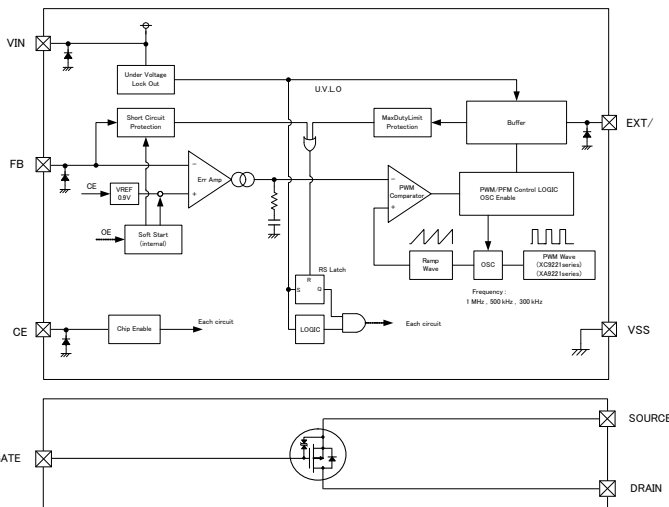 VIN
Under Voltage
Lock Out
U.V.L.O
Short Circuit
Protection
MaxDutyLimit
Protection
Buffer
EXT/
FB
CE
VREF
0.9V
−
+
Err Amp
−
+
PWM
Comparator
PWM/PFM Control LOGIC
OSC Enable
OE
Soft Start
(internal)
Ramp
Wave
OSC
PWM Wave
(XC9221series)
(XA9221series)
RS Latch
R
S
Q
Frequency :
1 MHz , 500 kHz , 300 kHz
CE
Chip Enable
Each circuit
LOGIC
Each circuit
VSS
SOURCE
ATE
DRAIN